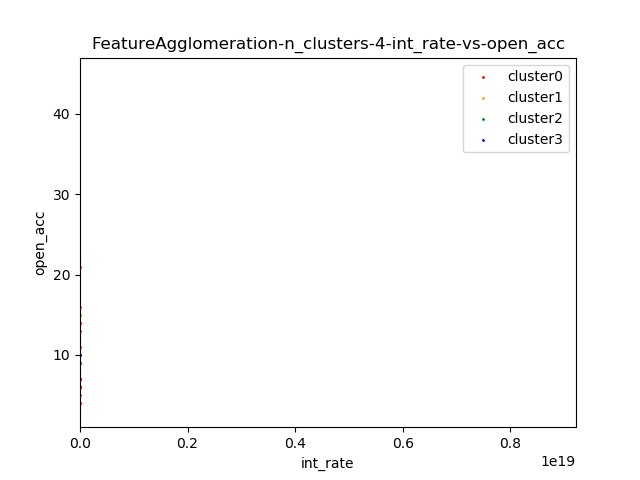 FeatureAgglomeration-n_clusters-4-int_rate-vs-open_acc
cluster0
cluster1
cluster2
cluster3
open_acc
40
30
20
10
0.0 0.2 0.4 0.6 0.8
1e19
int_rate